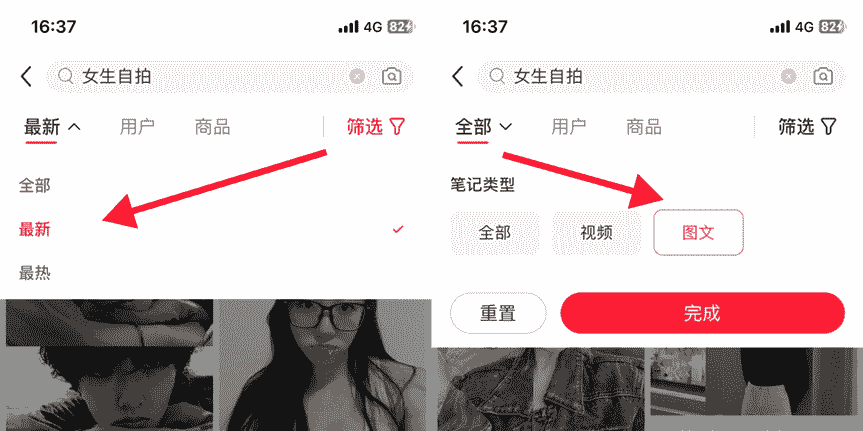 16:37
4G 82
女生自拍
最新 用户 商品 筛选
全部
最新
最热
16:37
4G 82
女生自拍
全部 用户 商品 筛选
笔记类型
全部 视频 图文
重置 完成